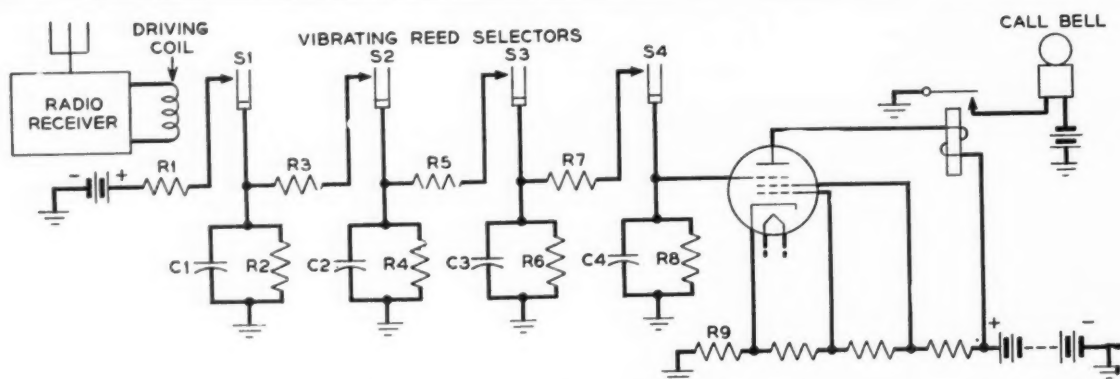 DRIVING
COIL
VIBRATING REED SELECTORS
CALL BELL
S1
S2
S3
S4
RADIO
RECEIVER
- +
R1
R3
R5
R7
C1
R2
C2
R4
C3
R6
C4
R8
R9
+ -